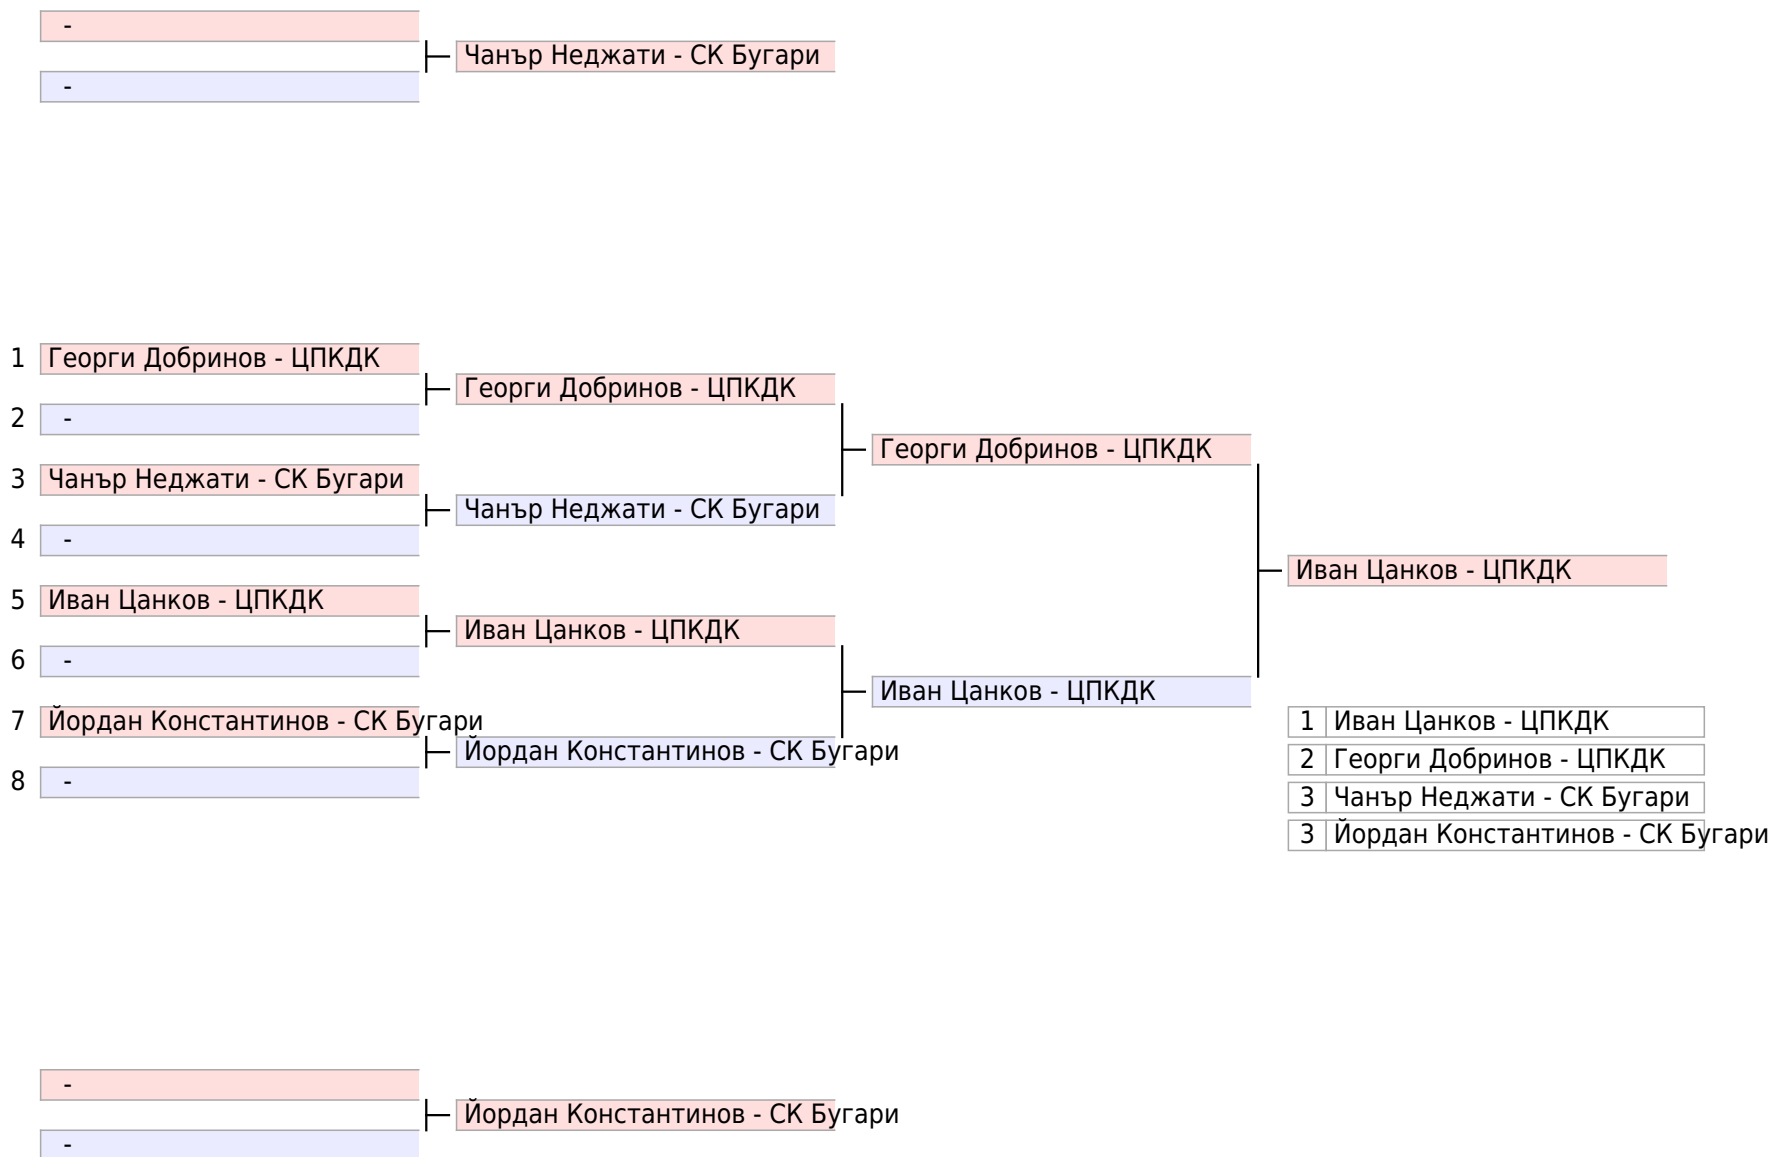 -
Чанър Неджати - СК Бугари
-
1 Георги Добринов - ЦПКДК
Георги Добринов - ЦПКДК
2 -
Георги Добринов - ЦПКДК
3 Чанър Неджати - СК Бугари
Чанър Неджати - СК Бугари
4 -
Иван Цанков - ЦПКДК
5 Иван Цанков - ЦПКДК
Иван Цанков - ЦПКДК
6 -
Иван Цанков - ЦПКДК
7 Йордан Константинов - СК Бугари
Йордан Константинов - СК Бугари
8 -
1 Иван Цанков - ЦПКДК
2 Георги Добринов - ЦПКДК
3 Чанър Неджати - СК Бугари
3 Йордан Константинов - СК Бугари
-
Йордан Константинов - СК Бугари
-